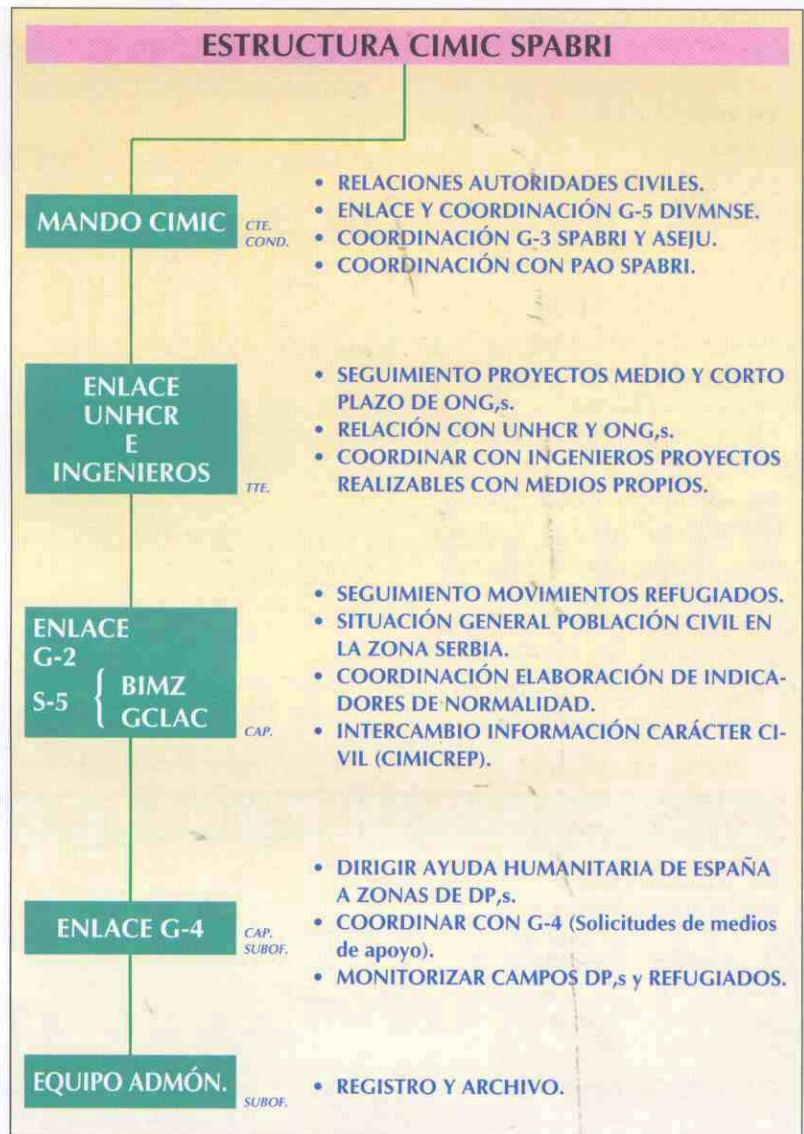 ESTRUCTURA CIMIC SPABRI
MANDO CIMIC
CTE.
COND.
• RELACIONES AUTORIDADES CIVILES.
• ENLACE Y COORDINACIÓN G-5 DIVMNSE.
• COORDINACIÓN G-3 SPABRI Y ASEJU.
• COORDINACIÓN CON PAO SPABRI.
ENLACE
UNHCR
E
INGENIEROS
TTE.
• SEGUIMIENTO PROYECTOS MEDIO Y CORTO
PLAZO DE ONG,s.
• RELACIÓN CON UNHCR Y ONG,s.
• COORDINAR CON INGENIEROS PROYECTOS
REALIZABLES CON MEDIOS PROPIOS.
ENLACE
G-2
S-5 { BIMZ
GCLAC
CAP.
• SEGUIMIENTO MOVIMIENTOS REFUGIADOS.
• SITUACIÓN GENERAL POBLACIÓN CIVIL EN
LA ZONA SERBIA.
• COORDINACIÓN ELABORACIÓN DE INDICA-
DORES DE NORMALIDAD.
• INTERCAMBIO INFORMACIÓN CARÁCTER CI-
VIL (CIMICREP).
ENLACE G-4
CAP.
SUBOF.
• DIRIGIR AYUDA HUMANITARIA DE ESPAÑA
A ZONAS DE DP,s.
• COORDINAR CON G-4 (Solicitudes de medios
de apoyo).
• MONITORIZAR CAMPOS DP,s y REFUGIADOS.
EQUIPO ADMÓN.
SUBOF.
• REGISTRO Y ARCHIVO.